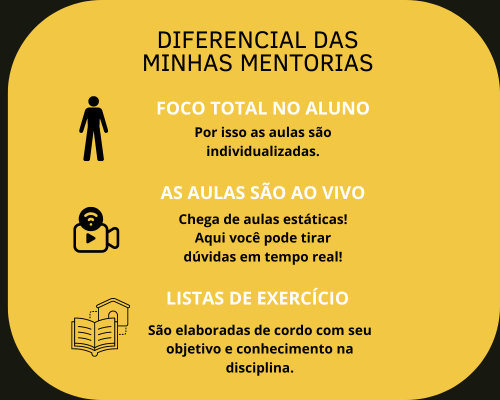 DIFERENCIAL DAS
MINHAS MENTORIAS
FOCO TOTAL NO ALUNO
Por isso as aulas são
individualizadas.
AS AULAS SÃO AO VIVO
Chega de aulas estáticas!
Aqui você pode tirar
dúvidas em tempo real!
LISTAS DE EXERCÍCIO
São elaboradas de cordo com seu
objetivo e conhecimento na
disciplina.